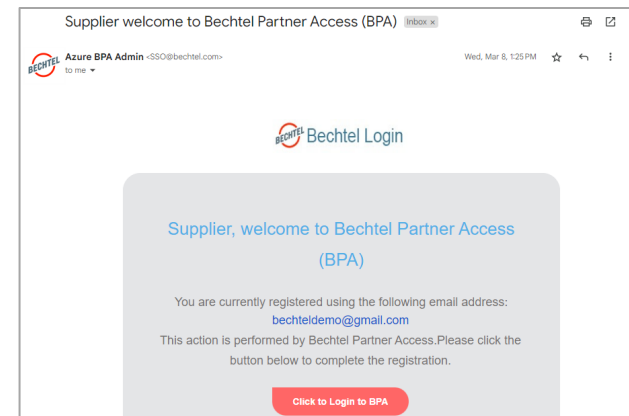 Supplier welcome to Bechtel Partner Access (BPA) Inbox ×
BECHTEL
Azure BPA Admin <SSO@bechtel.com>
Wed, Mar 8, 1:25 PM
to me
BECHTEL Bechtel Login
Supplier, welcome to Bechtel Partner Access
(BPA)
You are currently registered using the following email address:
bechteldemo@gmail.com
This action is performed by Bechtel Partner Access.Please click the
button below to complete the registration.
Click to Login to BPA